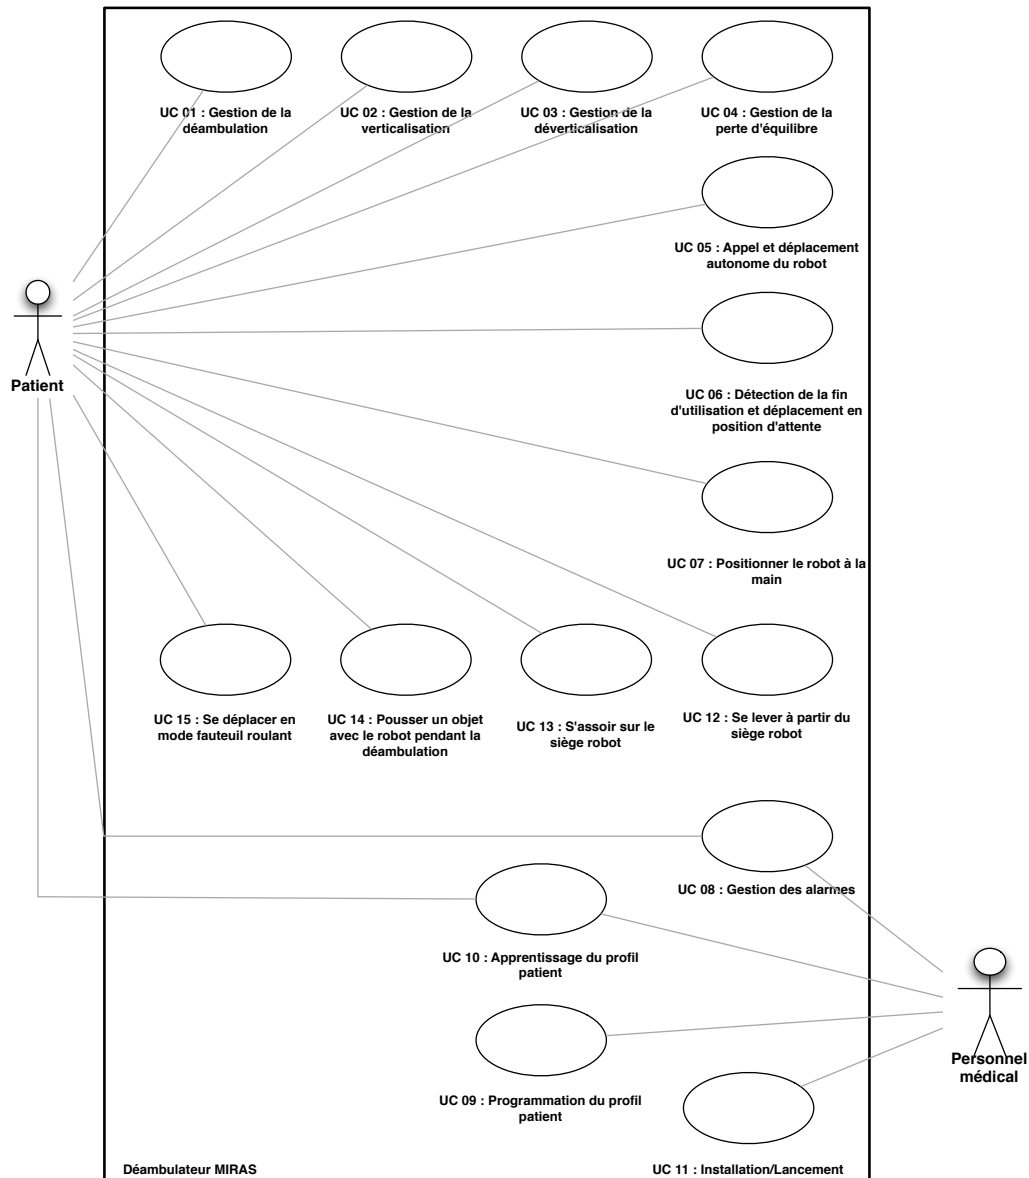 UC 01 : Gestion de la
déambulation
UC 02 : Gestion de la
verticalisation
UC 03 : Gestion de la
déverticalisation
UC 04 : Gestion de la
perte d'équilibre
UC 05 : Appel et déplacement
autonome du robot
Patient
UC 06 : Détection de la fin
d'utilisation et déplacement en
position d'attente
UC 07 : Positionner le robot à la
main
UC 15 : Se déplacer en
mode fauteuil roulant
UC 14 : Pousser un objet
avec le robot pendant la
déambulation
UC 13 : S'assoir sur le
siège robot
UC 12 : Se lever à partir du
siège robot
UC 08 : Gestion des alarmes
UC 10 : Apprentissage du profil
patient
Personnel
médical
UC 09 : Programmation du profil
patient
Déambulateur MIRAS
UC 11 : Installation/Lancement